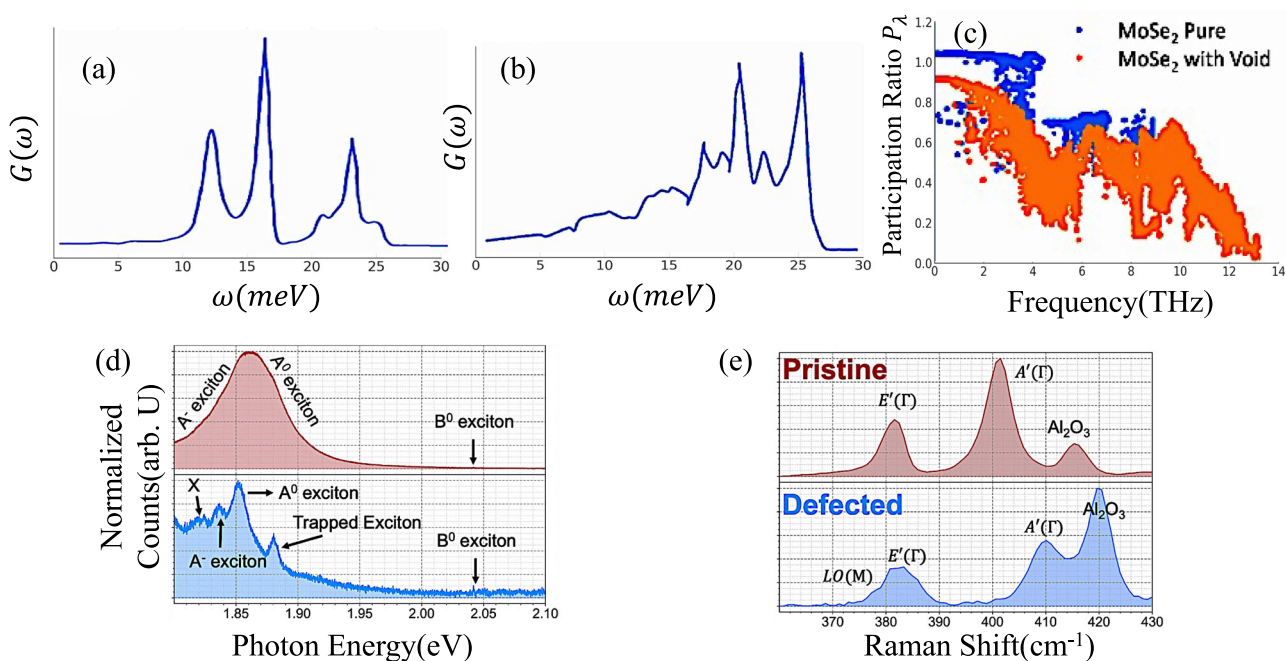 (a)
G(ω)
0 5 10 15 20 25 30
ω(meV)
(b)
G(ω)
0 5 10 15 20 25 30
ω(meV)
(c)
MoSe₂ Pure
MoSe₂ with Void
Participation Ratio P_λ
1.2
1.0
0.8
0.6
0.4
0.2
0.0
0 2 4 6 8 10 12 14
Frequency(THz)
(d)
A⁻ exciton
A⁰ exciton
B⁰ exciton
X
A⁰ exciton
Trapped Exciton
A⁻ exciton
B⁰ exciton
Normalized
Counts(arb. U)
1.85 1.90 1.95 2.00 2.05 2.10
Photon Energy(eV)
(e)
Pristine
E′(Γ)
A′(Γ)
Al₂O₃
Defected
LO(M)
E′(Γ)
A′(Γ)
Al₂O₃
370 380 390 400 410 420 430
Raman Shift(cm⁻¹)